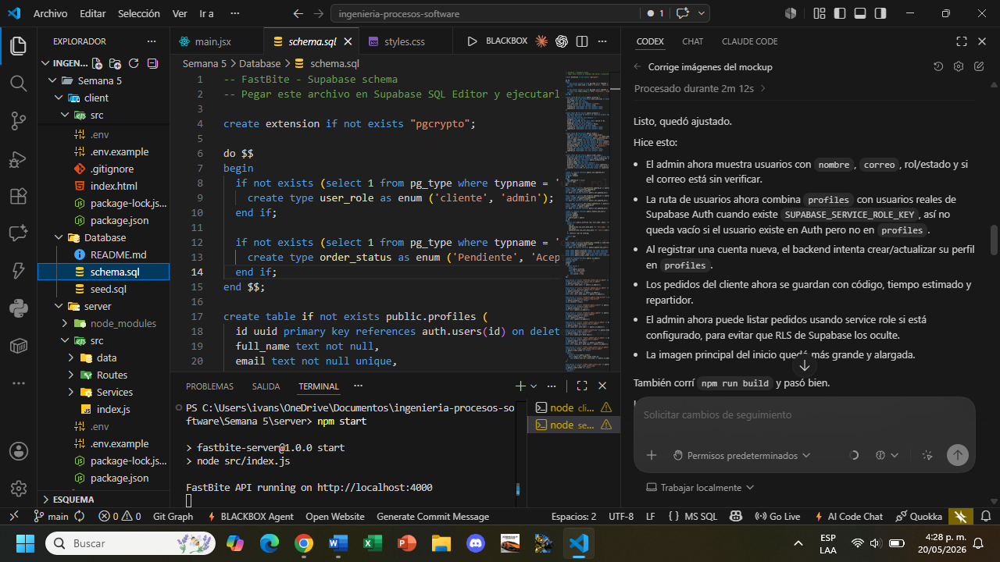 Archivo Editar Selección Ver Ir a ···
ingenieria-procesos-software
1
EXPLORADOR ···
INGEN...
Semana 5
client
src
.env
.env.example
.gitignore
index.html
package-lock.js...
package.json
Database
README.md
schema.sql
seed.sql
server
node_modules
src
data
Routes
Services
index.js
.env
.env.example
package-lock.js...
package.json
ESQUEMA
main.jsx
schema.sql
styles.css
BLACKBOX
Semana 5 > Database > schema.sql
1 -- FastBite - Supabase schema
2 -- Pegar este archivo en Supabase SQL Editor y ejecutarl
3
4 create extension if not exists "pgcrypto";
5
6 do $$
7 begin
8 if not exists (select 1 from pg_type where typname = '
9 create type user_role as enum ('cliente', 'admin');
10 end if;
11
12 if not exists (select 1 from pg_type where typname = '
13 create type order_status as enum ('Pendiente', 'Acep
14 end if;
15 end $$;
16
17 create table if not exists public.profiles (
18 id uuid primary key references auth.users(id) on delet
19 full_name text not null,
20 email text not null unique,
PROBLEMAS SALIDA TERMINAL ···
PS C:\Users\ivans\OneDrive\Documentos\ingenieria-procesos-so
ftware\Semana 5\server> npm start
> fastbite-server@1.0.0 start
> node src/index.js
FastBite API running on http://localhost:4000
node cli...
node se...
CODEX CHAT CLAUDE CODE
Corrige imágenes del mockup
Procesado durante 2m 12s
Listo, quedó ajustado.
Hice esto:
• El admin ahora muestra usuarios con nombre, correo, rol/estado y si
el correo está sin verificar.
• La ruta de usuarios ahora combina profiles con usuarios reales de
Supabase Auth cuando existe SUPABASE_SERVICE_ROLE_KEY, así no
queda vacío si el usuario existe en Auth pero no en profiles.
• Al registrar una cuenta nueva, el backend intenta crear/actualizar su perfil
en profiles.
• Los pedidos del cliente ahora se guardan con código, tiempo estimado y
repartidor.
• El admin ahora puede listar pedidos usando service role si está
configurado, para evitar que RLS de Supabase los oculte.
• La imagen principal del inicio quedó más grande y alargada.
También corrí npm run build y pasó bien.
Solicitar cambios de seguimiento
Permisos predeterminados
Trabajar localmente
main 0 0 Git Graph BLACKBOX Agent Open Website Generate Commit Message Espacios: 2 UTF-8 LF { } MS SQL Go Live AI Code Chat Quokka
Buscar
ESP
LAA
4:28 p. m.
20/05/2026